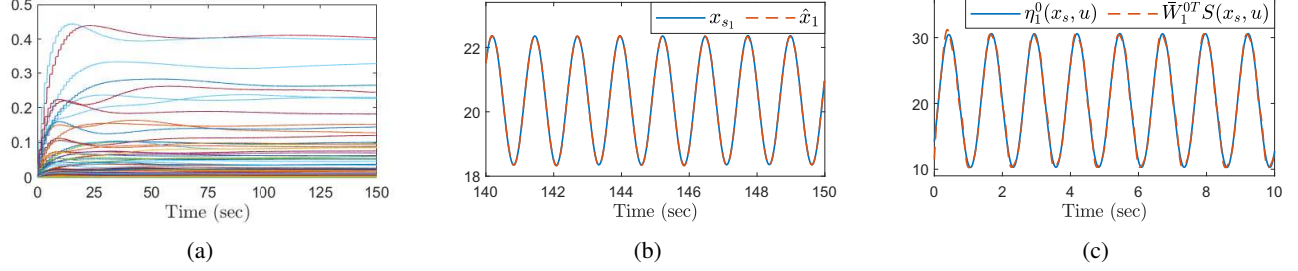 0.5
0.4
0.3
0.2
0.1
0
0 25 50 75 100 125 150
Time (sec)
(a)
x_{s_1} \hat{x}_1
22
20
18
140 142 144 146 148 150
Time (sec)
(b)
η_1^0(x_s, u) \bar{W}_1^{0T}S(x_s, u)
30
20
10
0 2 4 6 8 10
Time (sec)
(c)